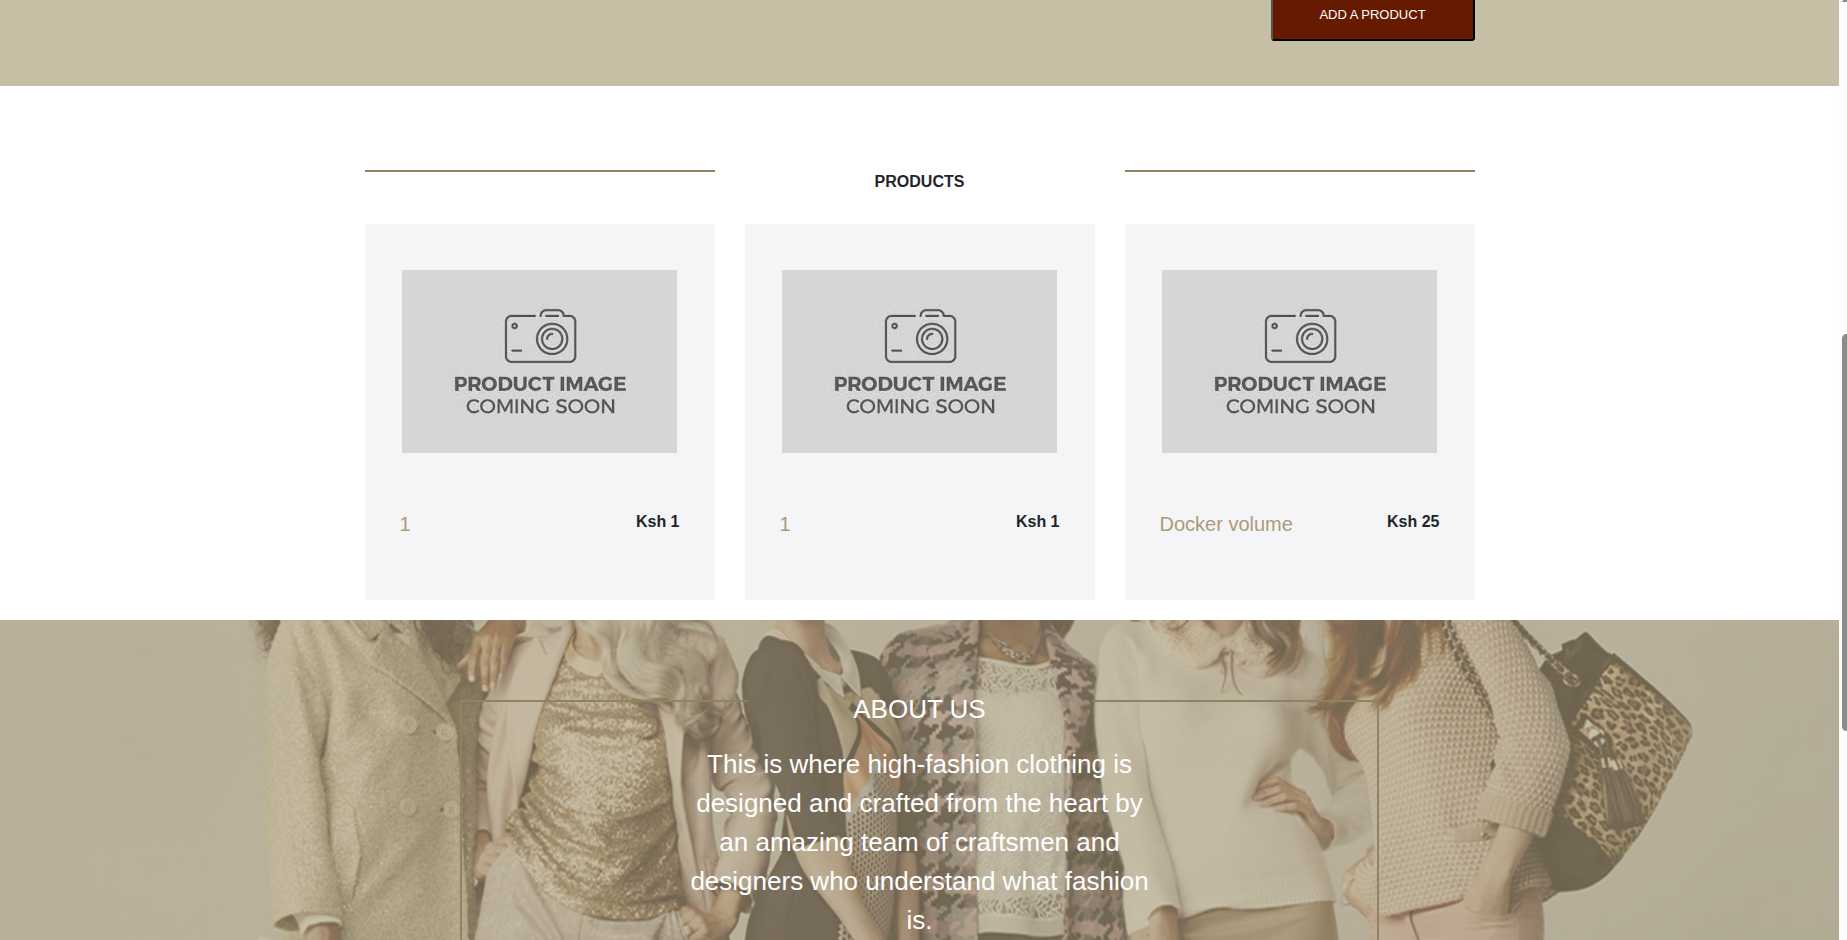 ADD A PRODUCT
PRODUCTS
PRODUCT IMAGE
COMING SOON
1 Ksh 1
PRODUCT IMAGE
COMING SOON
1 Ksh 1
PRODUCT IMAGE
COMING SOON
Docker volume Ksh 25
ABOUT US
This is where high-fashion clothing is
designed and crafted from the heart by
an amazing team of craftsmen and
designers who understand what fashion
is.